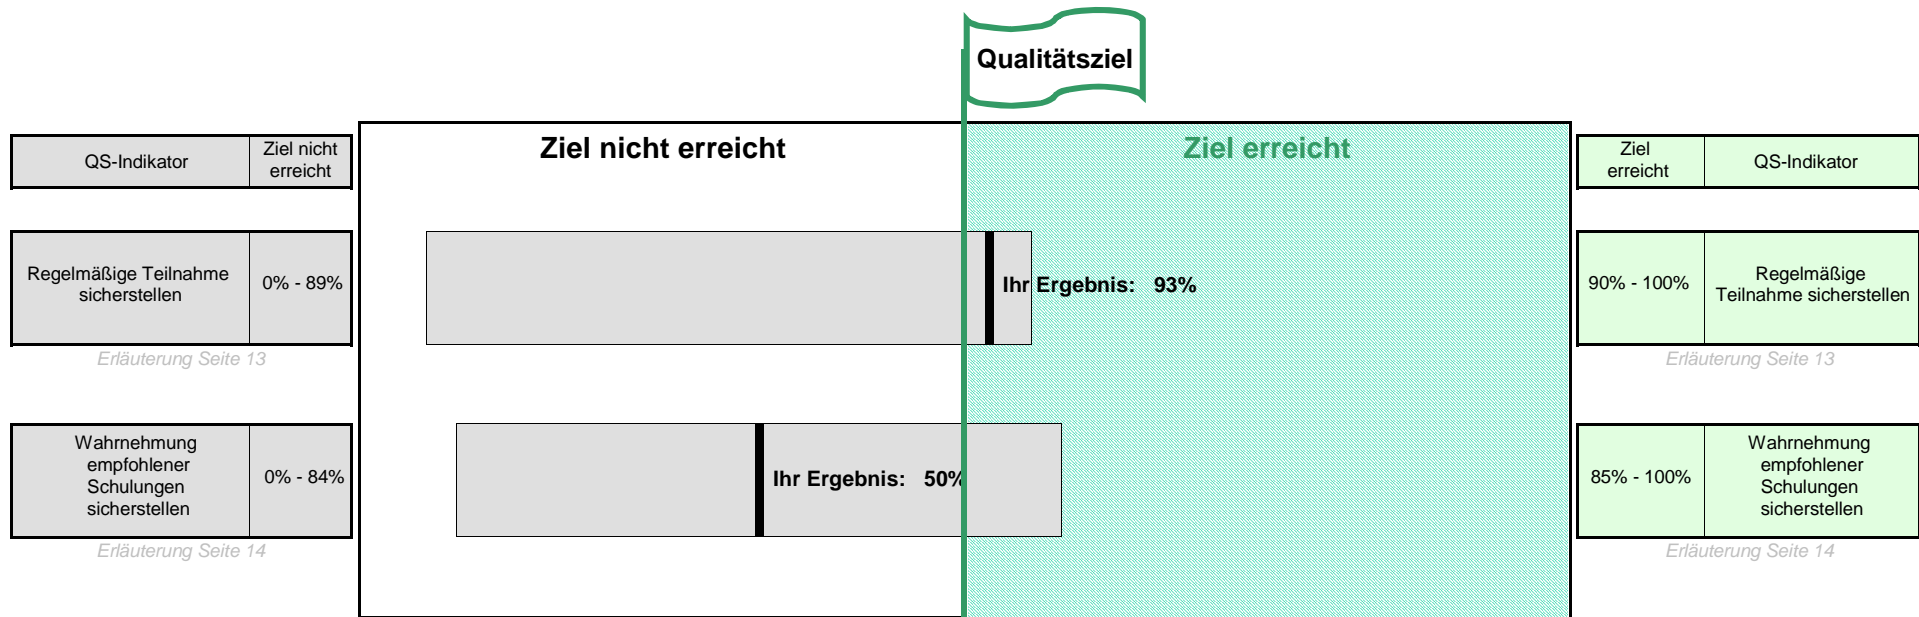 Qualitätsziel
Ziel nicht erreicht
Ziel erreicht
QS-Indikator
Ziel nicht
erreicht
Ziel
erreicht
QS-Indikator
Regelmäßige Teilnahme
sicherstellen
0% - 89%
Ihr Ergebnis: 93%
90% - 100%
Regelmäßige
Teilnahme sicherstellen
Erläuterung Seite 13
Erläuterung Seite 13
Wahrnehmung
empfohlener
Schulungen
sicherstellen
0% - 84%
Ihr Ergebnis: 50%
85% - 100%
Wahrnehmung
empfohlener
Schulungen
sicherstellen
Erläuterung Seite 14
Erläuterung Seite 14